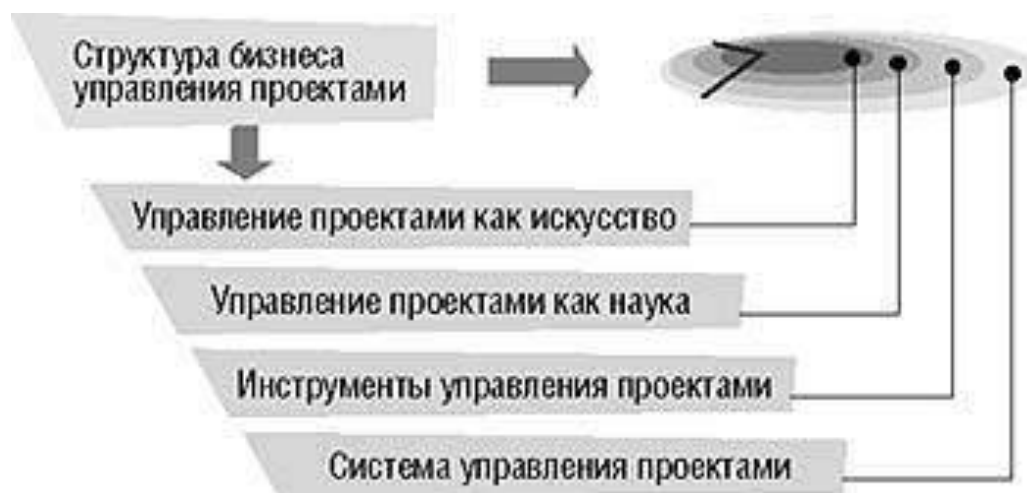 Структура бизнеса
управления проектами
Управление проектами как искусство
Управление проектами как наука
Инструменты управления проектами
Система управления проектами